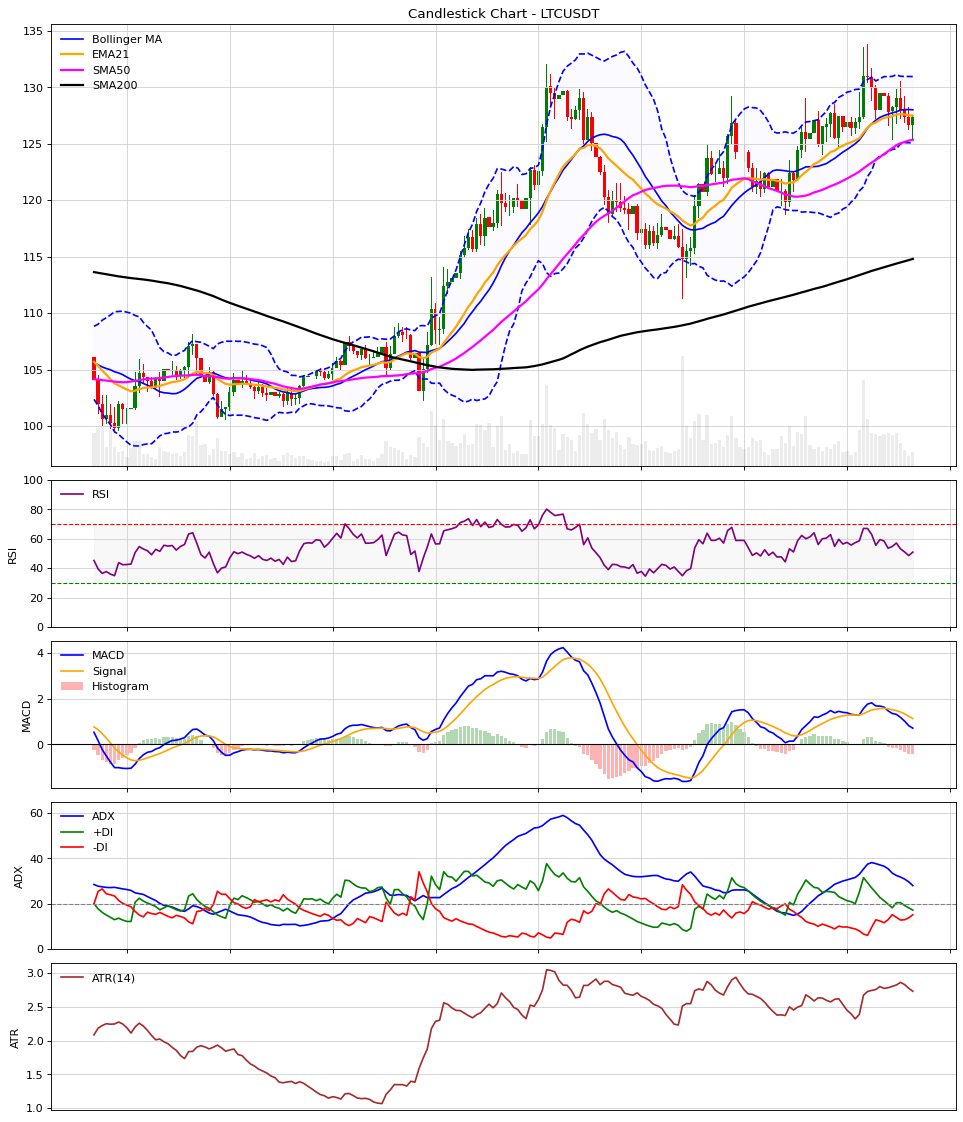 Candlestick Chart - LTCUSDT
135
130
125
120
115
110
105
100
Bollinger MA
EMA21
SMA50
SMA200
100
80
60
40
20
0
RSI
RSI
4
2
0
MACD
MACD
Signal
Histogram
60
40
20
0
ADX
ADX
+DI
-DI
3.0
2.5
2.0
1.5
1.0
ATR
ATR(14)